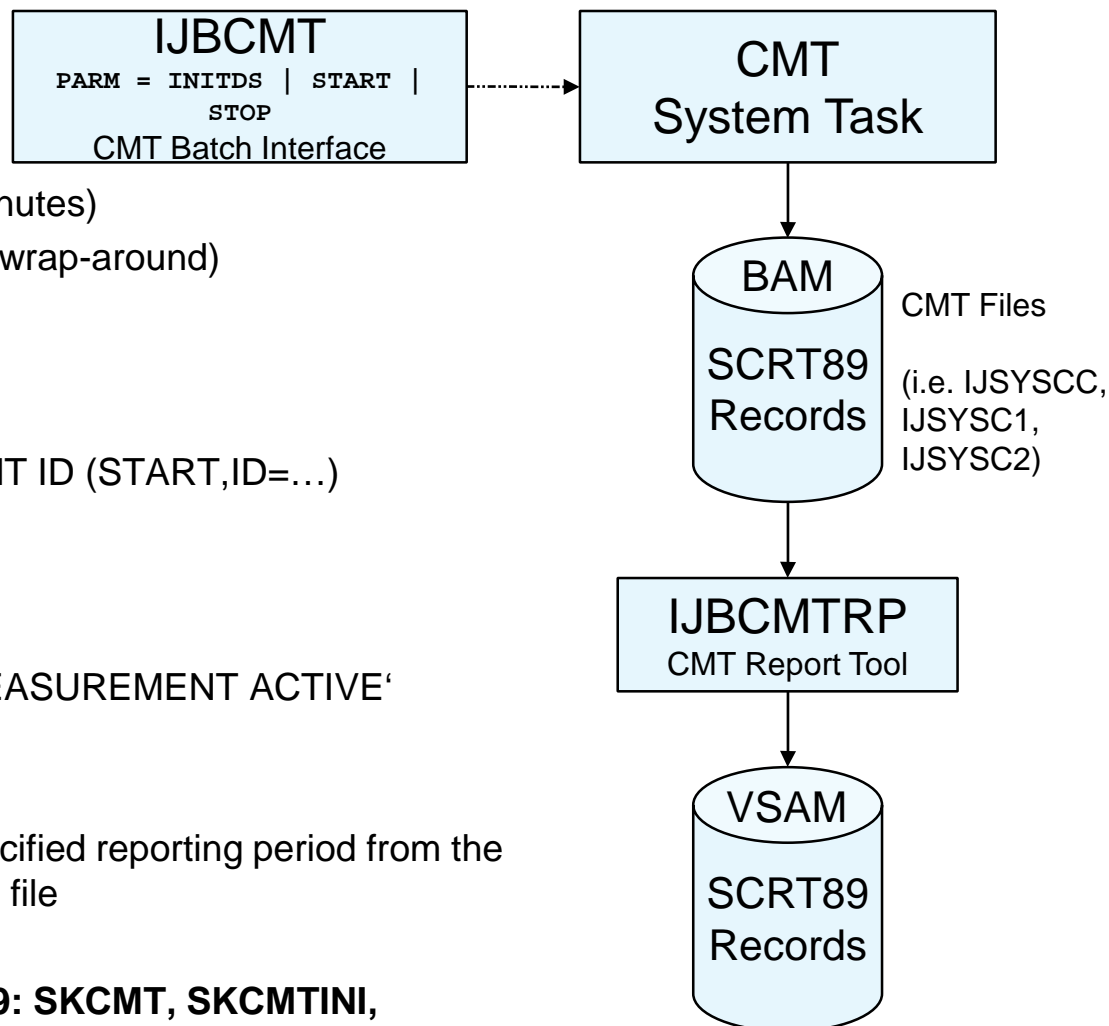 IJBCMT
PARM = INITDS | START |
STOP
CMT Batch Interface
CMT
System Task
nutes)
wrap-around)
BAM
SCRT89
Records
CMT Files
(i.e. IJSYSCC,
IJSYSC1,
IJSYSC2)
IT ID (START,ID=…)
IJBCMTRP
CMT Report Tool
EASUREMENT ACTIVE‘
VSAM
SCRT89
Records
cified reporting period from the
file
9: SKCMT, SKCMTINI,